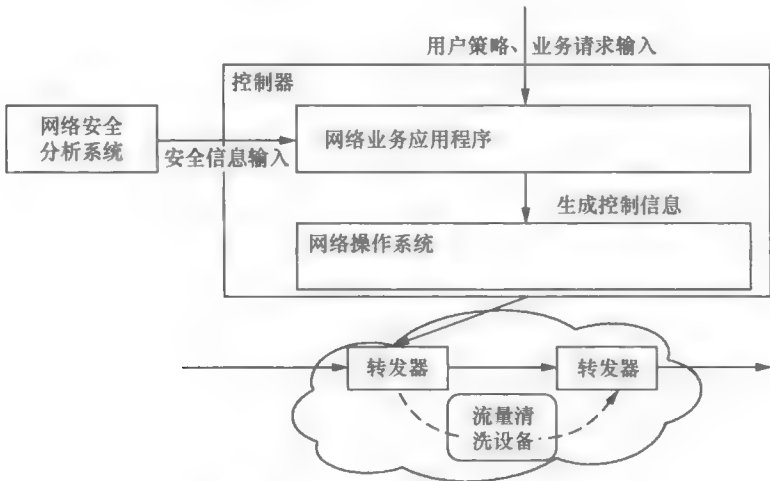 用户策略、业务请求输入
控制器
网络安全
分析系统
安全信息输入
网络业务应用程序
生成控制信息
网络操作系统
转发器
转发器
流量清
洗设备